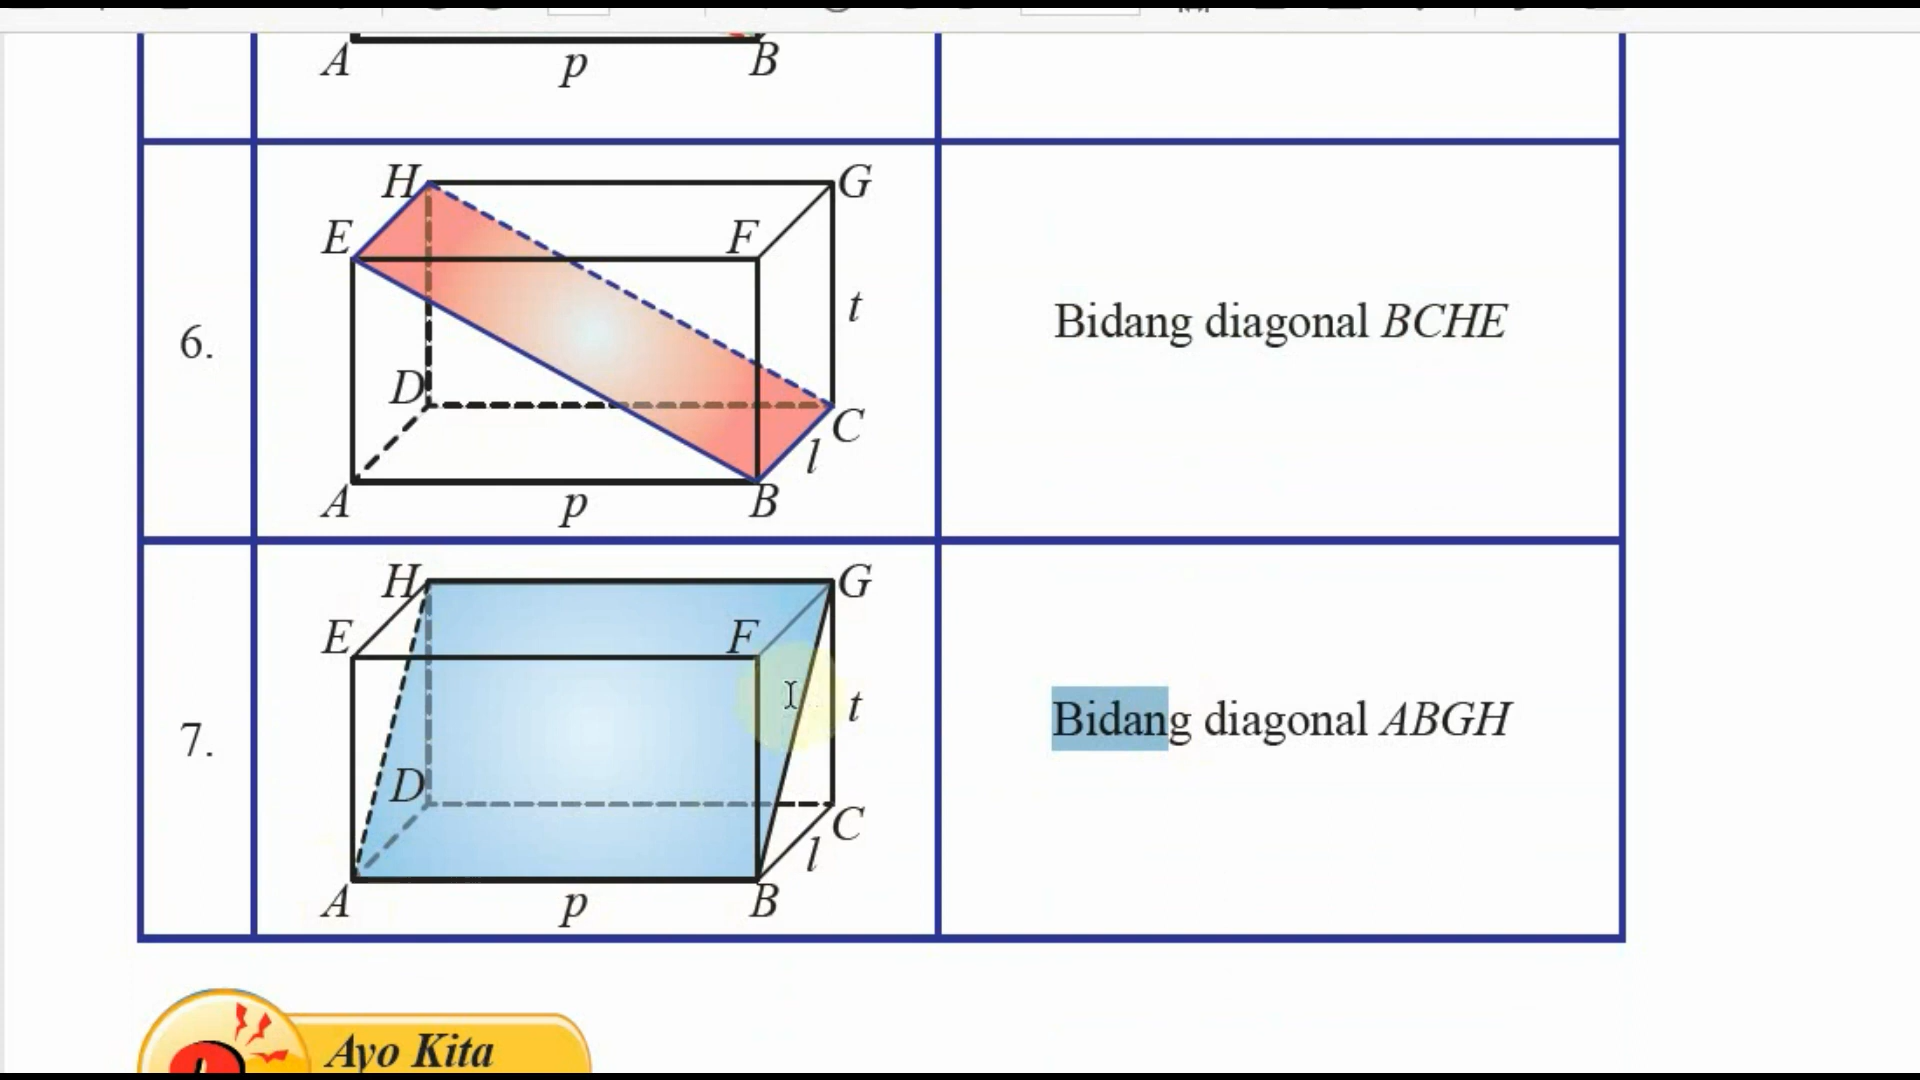 A p B
6.
H G
E F
t
D
C
l
A p B
Bidang diagonal BCHE
7.
H G
E F
t
D
C
l
A p B
Bidang diagonal ABGH
Ayo Kita